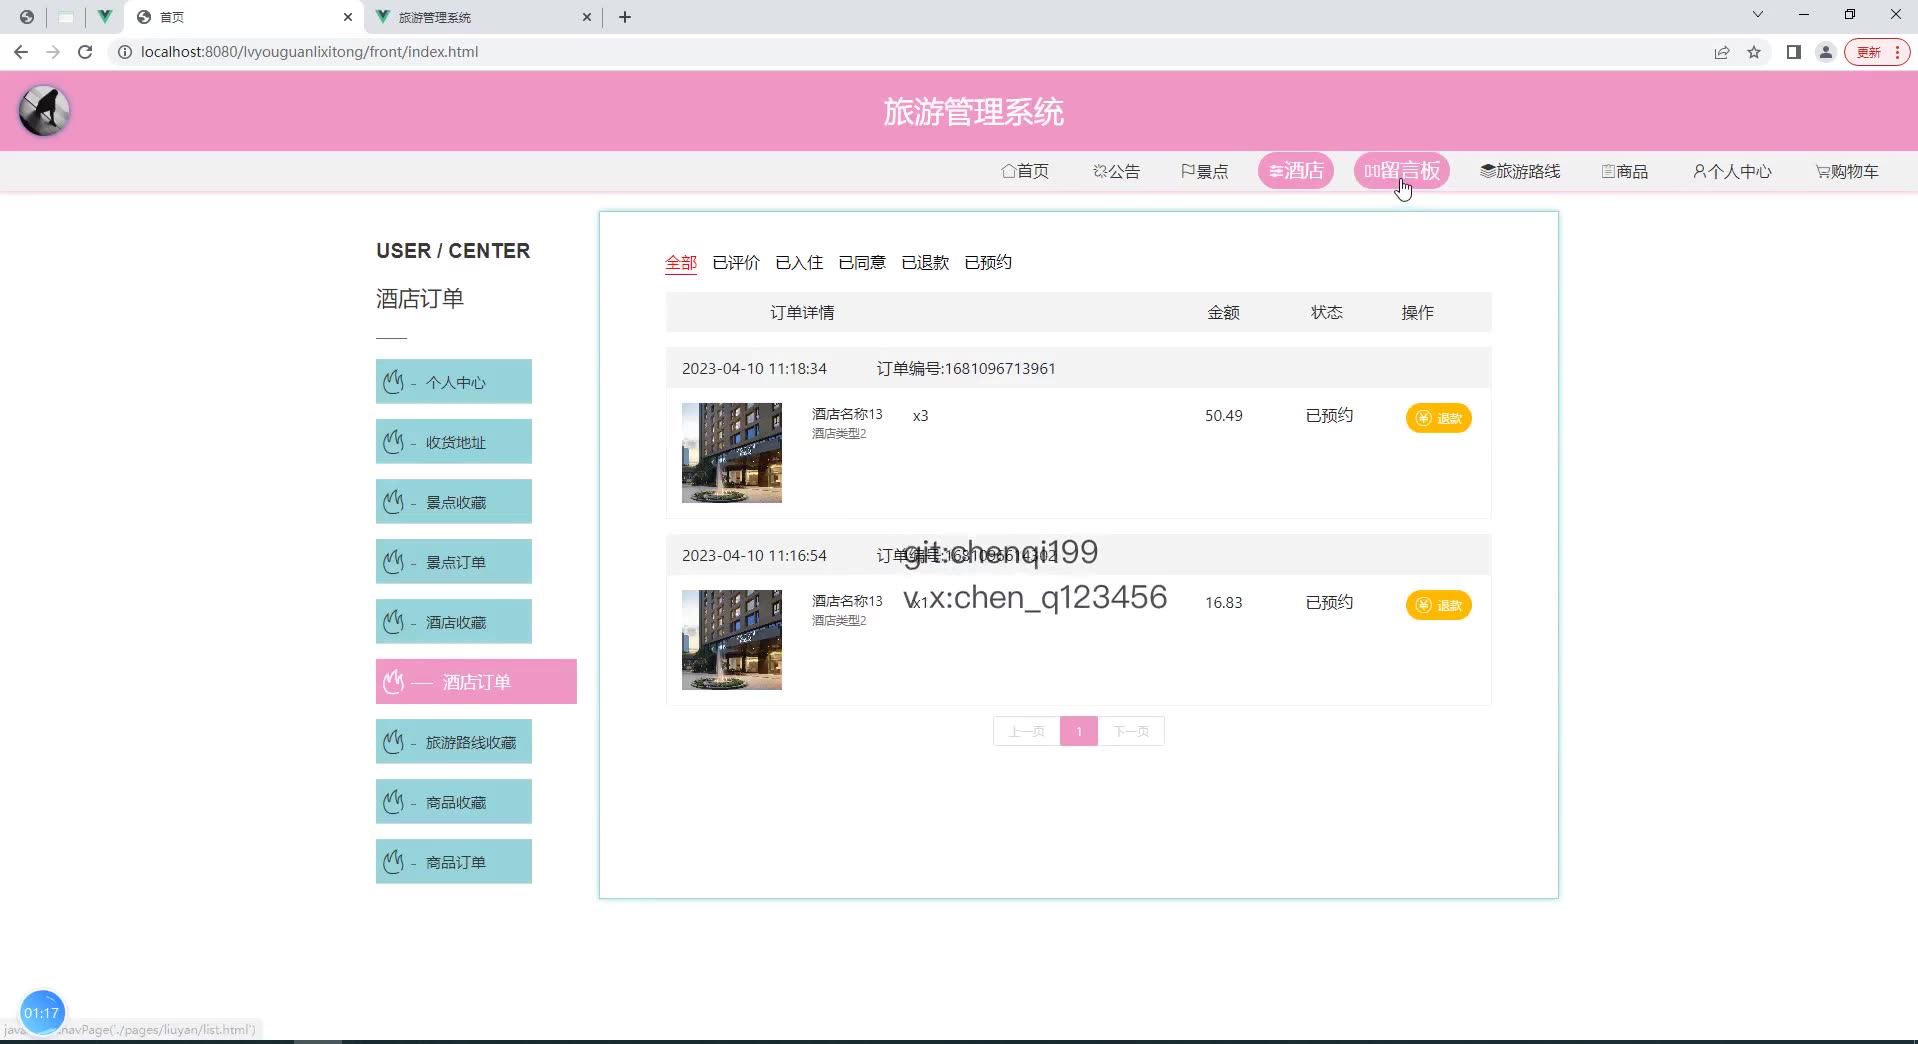 首页
旅游管理系统
localhost:8080/lvyouguanlixitong/front/index.html
更新
旅游管理系统
首页 公告 景点 酒店 留言板 旅游路线 商品 个人中心 购物车
USER / CENTER
酒店订单
- 个人中心
- 收货地址
- 景点收藏
- 景点订单
- 酒店收藏
— 酒店订单
- 旅游路线收藏
- 商品收藏
- 商品订单
全部 已评价 已入住 已同意 已退款 已预约
订单详情 金额 状态 操作
2023-04-10 11:18:34 订单编号:1681096713961
酒店名称13 x3 50.49 已预约 退款
酒店类型2
2023-04-10 11:16:54 订单编号:1681096614302
git:chenqi199
酒店名称13 x1 16.83 已预约 退款
v x:chen_q123456
酒店类型2
上一页 1 下一页
01:17
navPage('./pages/liuyan/list.html')